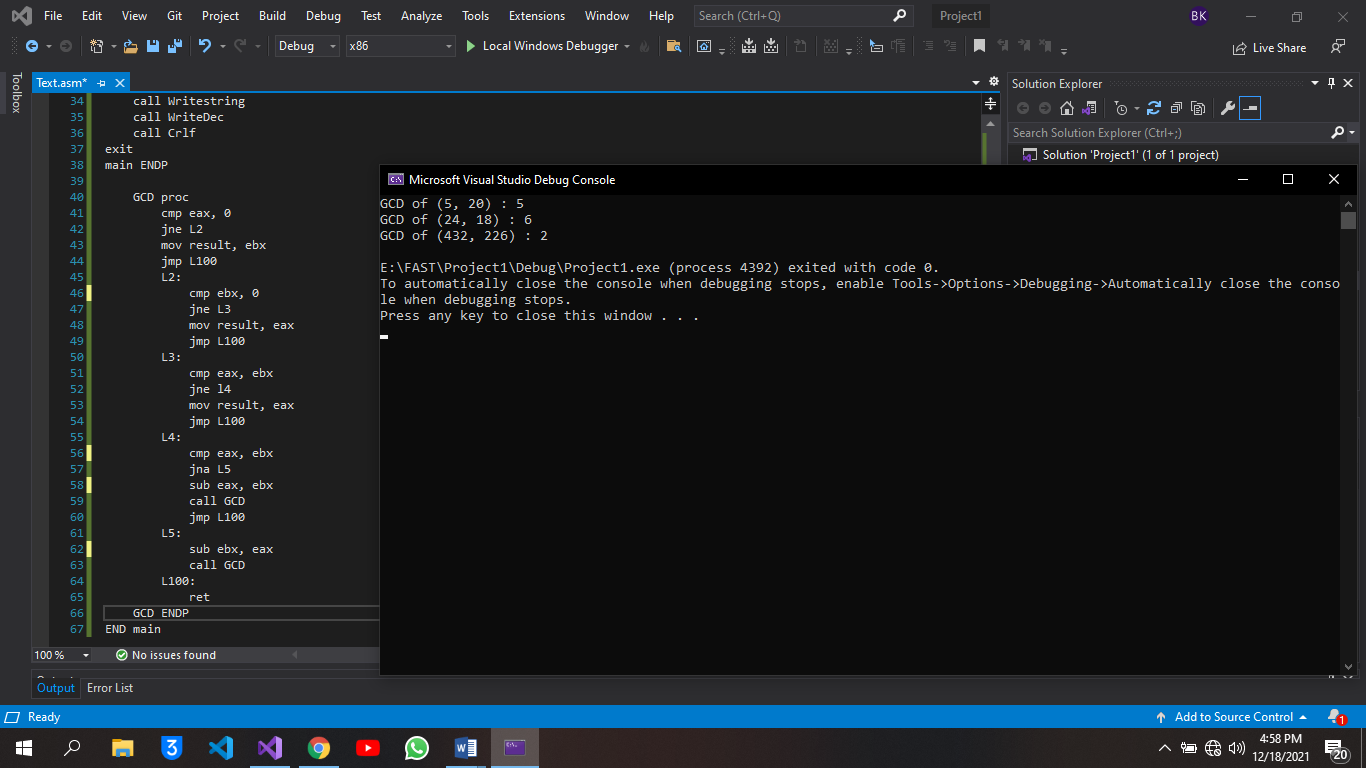 File Edit View Git Project Build Debug Test Analyze Tools Extensions Window Help Search (Ctrl+Q) Project1 BK
Debug x86 Local Windows Debugger Live Share
Toolbox
Text.asm*
34 call Writestring
35 call WriteDec
36 call Crlf
37 exit
38 main ENDP
39
40 GCD proc
41 cmp eax, 0
42 jne L2
43 mov result, ebx
44 jmp L100
45 L2:
46 cmp ebx, 0
47 jne L3
48 mov result, eax
49 jmp L100
50 L3:
51 cmp eax, ebx
52 jne l4
53 mov result, eax
54 jmp L100
55 L4:
56 cmp eax, ebx
57 jna L5
58 sub eax, ebx
59 call GCD
60 jmp L100
61 L5:
62 sub ebx, eax
63 call GCD
64 L100:
65 ret
66 GCD ENDP
67 END main
100 % No issues found
Solution Explorer
Search Solution Explorer (Ctrl+;)
Solution 'Project1' (1 of 1 project)
Microsoft Visual Studio Debug Console
GCD of (5, 20) : 5
GCD of (24, 18) : 6
GCD of (432, 226) : 2
E:\FAST\Project1\Debug\Project1.exe (process 4392) exited with code 0.
To automatically close the console when debugging stops, enable Tools->Options->Debugging->Automatically close the conso
le when debugging stops.
Press any key to close this window . . .
Output Error List
Ready Add to Source Control 1
4:58 PM
12/18/2021
20